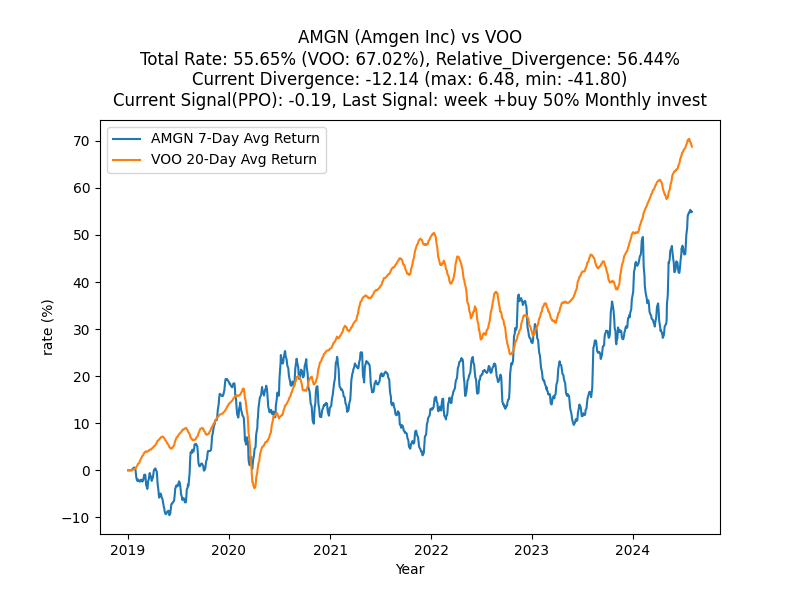 AMGN (Amgen Inc) vs VOO
Total Rate: 55.65% (VOO: 67.02%), Relative_Divergence: 56.44%
Current Divergence: -12.14 (max: 6.48, min: -41.80)
Current Signal(PPO): -0.19, Last Signal: week +buy 50% Monthly invest
AMGN 7-Day Avg Return
VOO 20-Day Avg Return
rate (%)
70
60
50
40
30
20
10
0
−10
2019 2020 2021 2022 2023 2024
Year